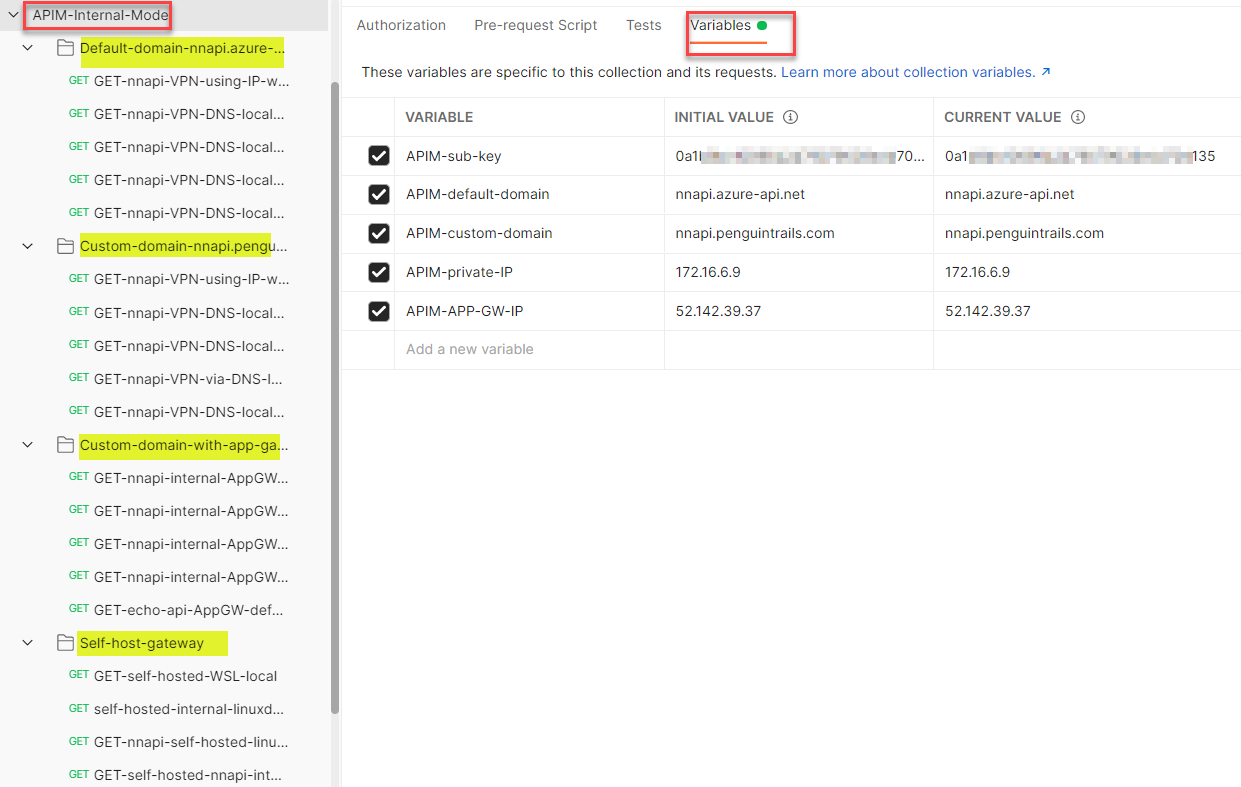 APIM-Internal-Mode
Default-domain-nnapi.azure-...
GET GET-nnapi-VPN-using-IP-w...
GET GET-nnapi-VPN-DNS-local...
GET GET-nnapi-VPN-DNS-local...
GET GET-nnapi-VPN-DNS-local...
GET GET-nnapi-VPN-DNS-local...
Custom-domain-nnapi.pengu...
GET GET-nnapi-VPN-using-IP-w...
GET GET-nnapi-VPN-DNS-local...
GET GET-nnapi-VPN-DNS-local...
GET GET-nnapi-VPN-via-DNS-l...
GET GET-nnapi-VPN-DNS-local...
Custom-domain-with-app-ga...
GET GET-nnapi-internal-AppGW...
GET GET-nnapi-internal-AppGW...
GET GET-nnapi-internal-AppGW...
GET GET-nnapi-internal-AppGW...
GET GET-echo-api-AppGW-def...
Self-host-gateway
GET GET-self-hosted-WSL-local
GET self-hosted-internal-linuxd...
GET GET-nnapi-self-hosted-linu...
GET GET-self-hosted-nnapi-int...
Authorization Pre-request Script Tests Variables
These variables are specific to this collection and its requests. Learn more about collection variables. ↗
VARIABLE INITIAL VALUE CURRENT VALUE
APIM-sub-key 0a1 70... 0a1 135
APIM-default-domain nnapi.azure-api.net nnapi.azure-api.net
APIM-custom-domain nnapi.penguintrails.com nnapi.penguintrails.com
APIM-private-IP 172.16.6.9 172.16.6.9
APIM-APP-GW-IP 52.142.39.37 52.142.39.37
Add a new variable